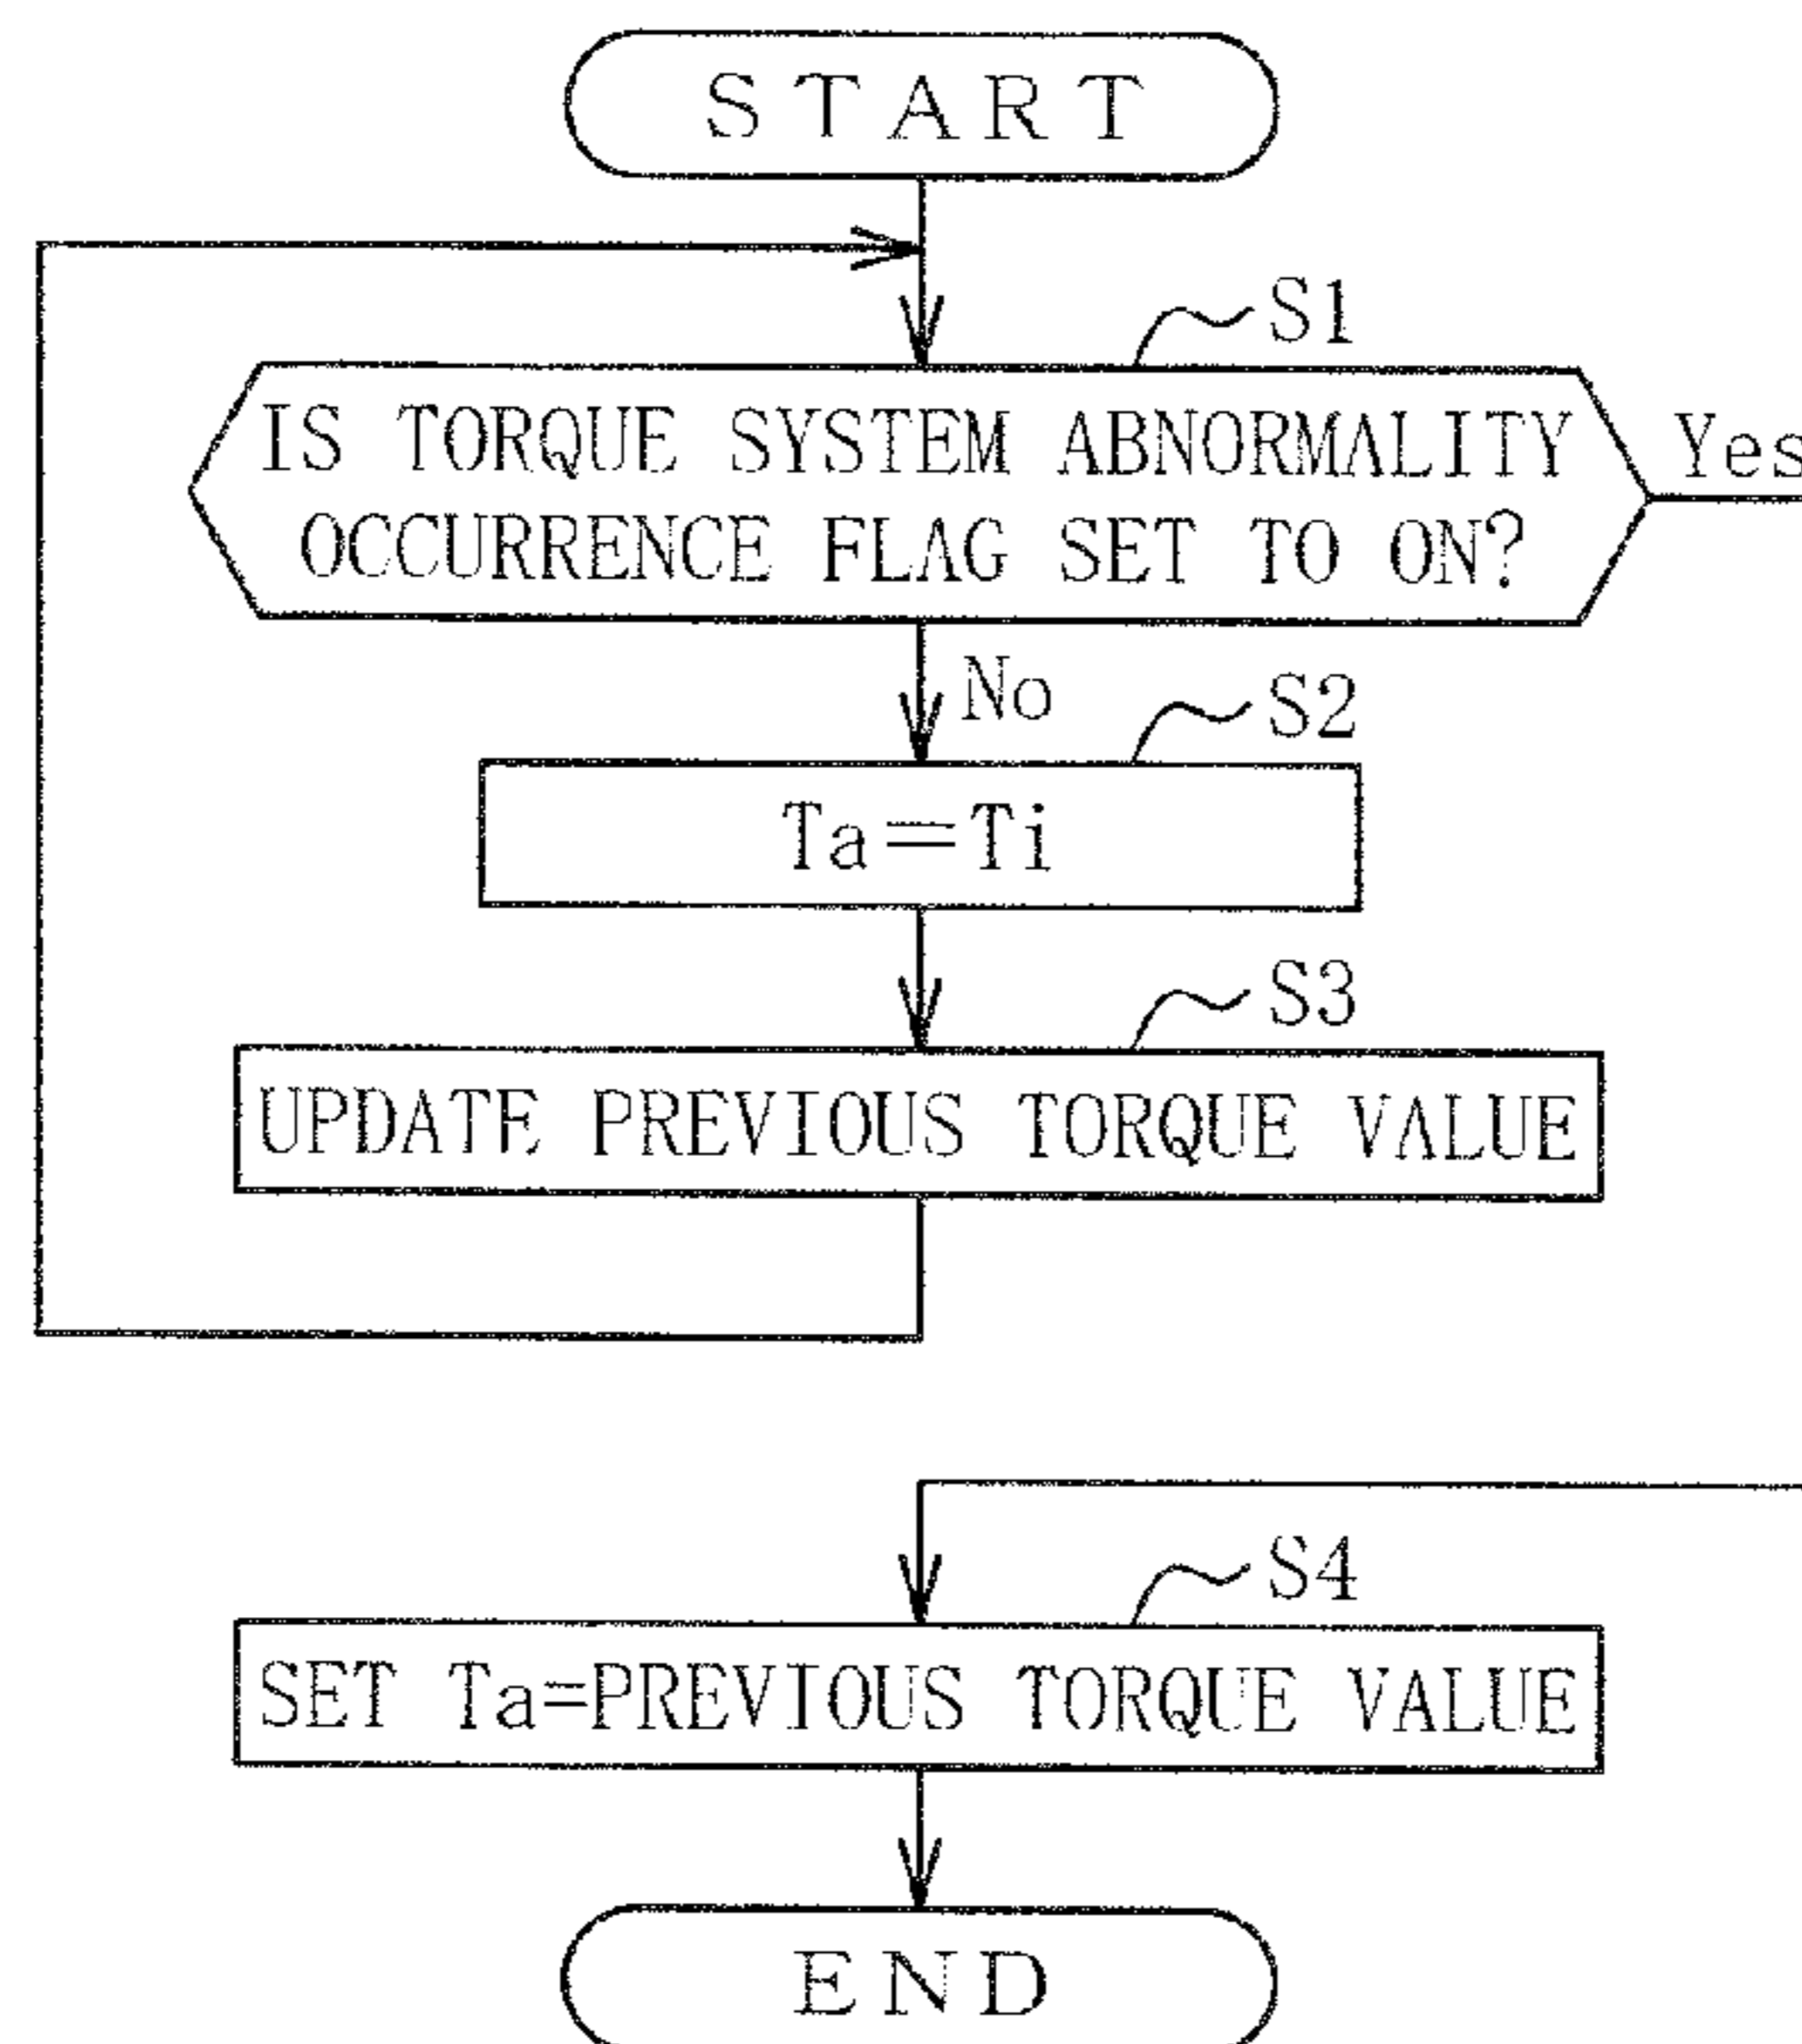 START
S1
IS TORQUE SYSTEM ABNORMALITY
OCCURRENCE FLAG SET TO ON?
Yes
No
S2
Ta=Ti
S3
UPDATE PREVIOUS TORQUE VALUE
S4
SET Ta=PREVIOUS TORQUE VALUE
END